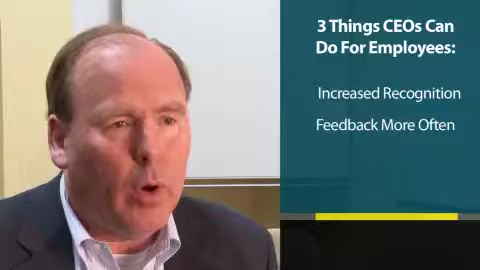 3 Things CEOs Can
Do For Employees:
Increased Recognition
Feedback More Often